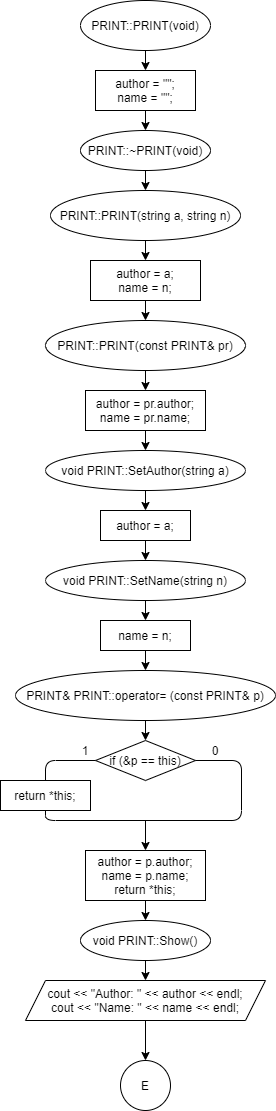 PRINT::PRINT(void)
author = "";
name = "";
PRINT::~PRINT(void)
PRINT::PRINT(string a, string n)
author = a;
name = n;
PRINT::PRINT(const PRINT& pr)
author = pr.author;
name = pr.name;
void PRINT::SetAuthor(string a)
author = a;
void PRINT::SetName(string n)
name = n;
PRINT& PRINT::operator= (const PRINT& p)
1
if (&p == this)
0
return *this;
author = p.author;
name = p.name;
return *this;
void PRINT::Show()
cout << "Author: " << author << endl;
cout << "Name: " << name << endl;
E